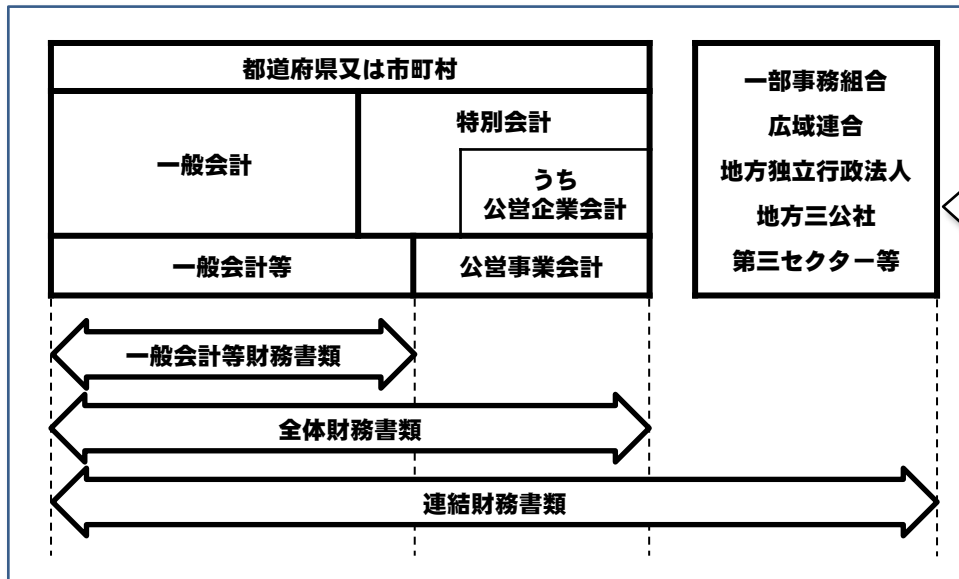 都道府県又は市町村
一般会計
特別会計
うち
公営企業会計
一般会計等
公営事業会計
一部事務組合
広域連合
地方独立行政法人
地方三公社
第三セクター等
一般会計等財務書類
全体財務書類
連結財務書類